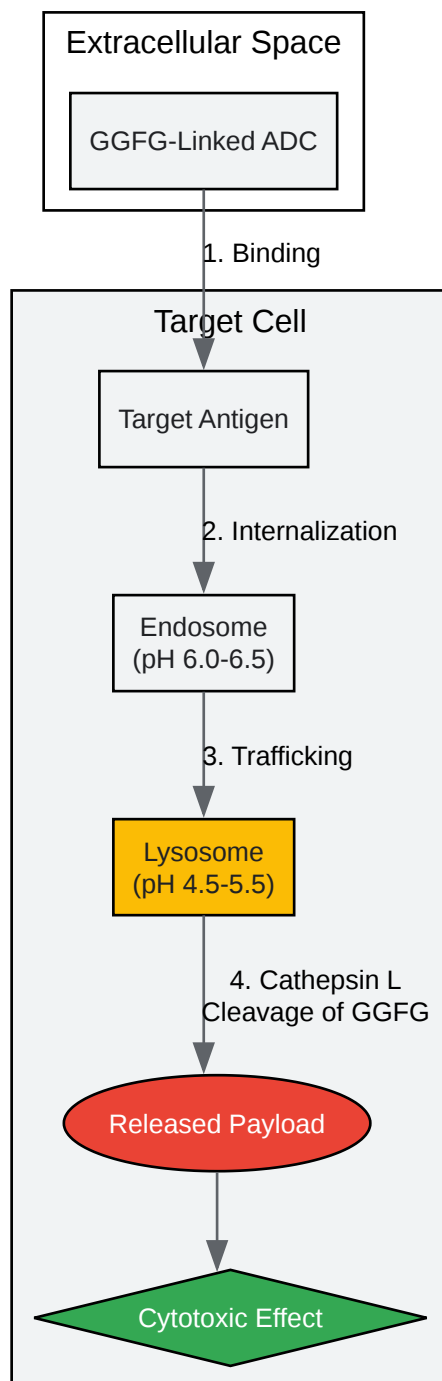 Extracellular Space
GGFG-Linked ADC
1. Binding
Target Cell
Target Antigen
2. Internalization
Endosome
(pH 6.0-6.5)
3. Trafficking
Lysosome
(pH 4.5-5.5)
4. Cathepsin L
Cleavage of GGFG
Released Payload
Cytotoxic Effect